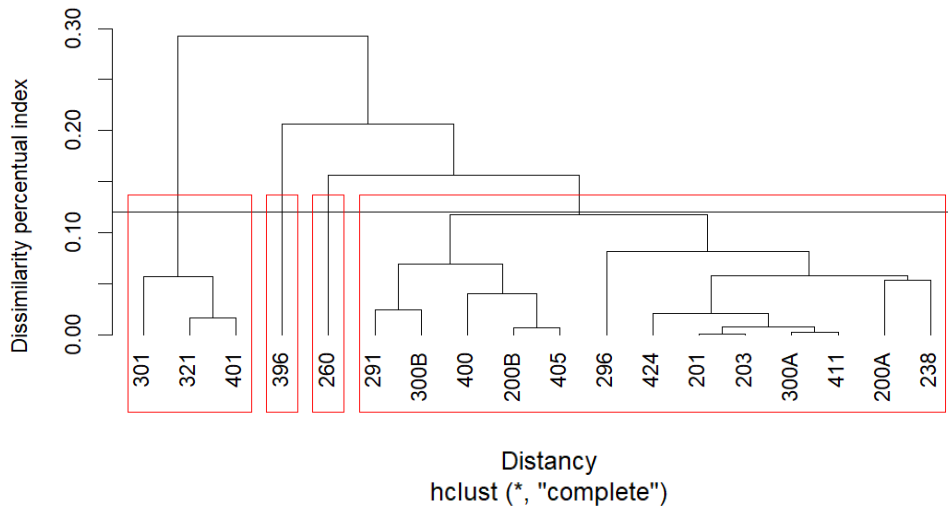 Dissimilarity percentual index
0.30
0.20
0.10
0.00
301
321
401
396
260
291
300B
400
200B
405
296
424
201
203
300A
411
200A
238
Distancy
hclust (*, "complete")